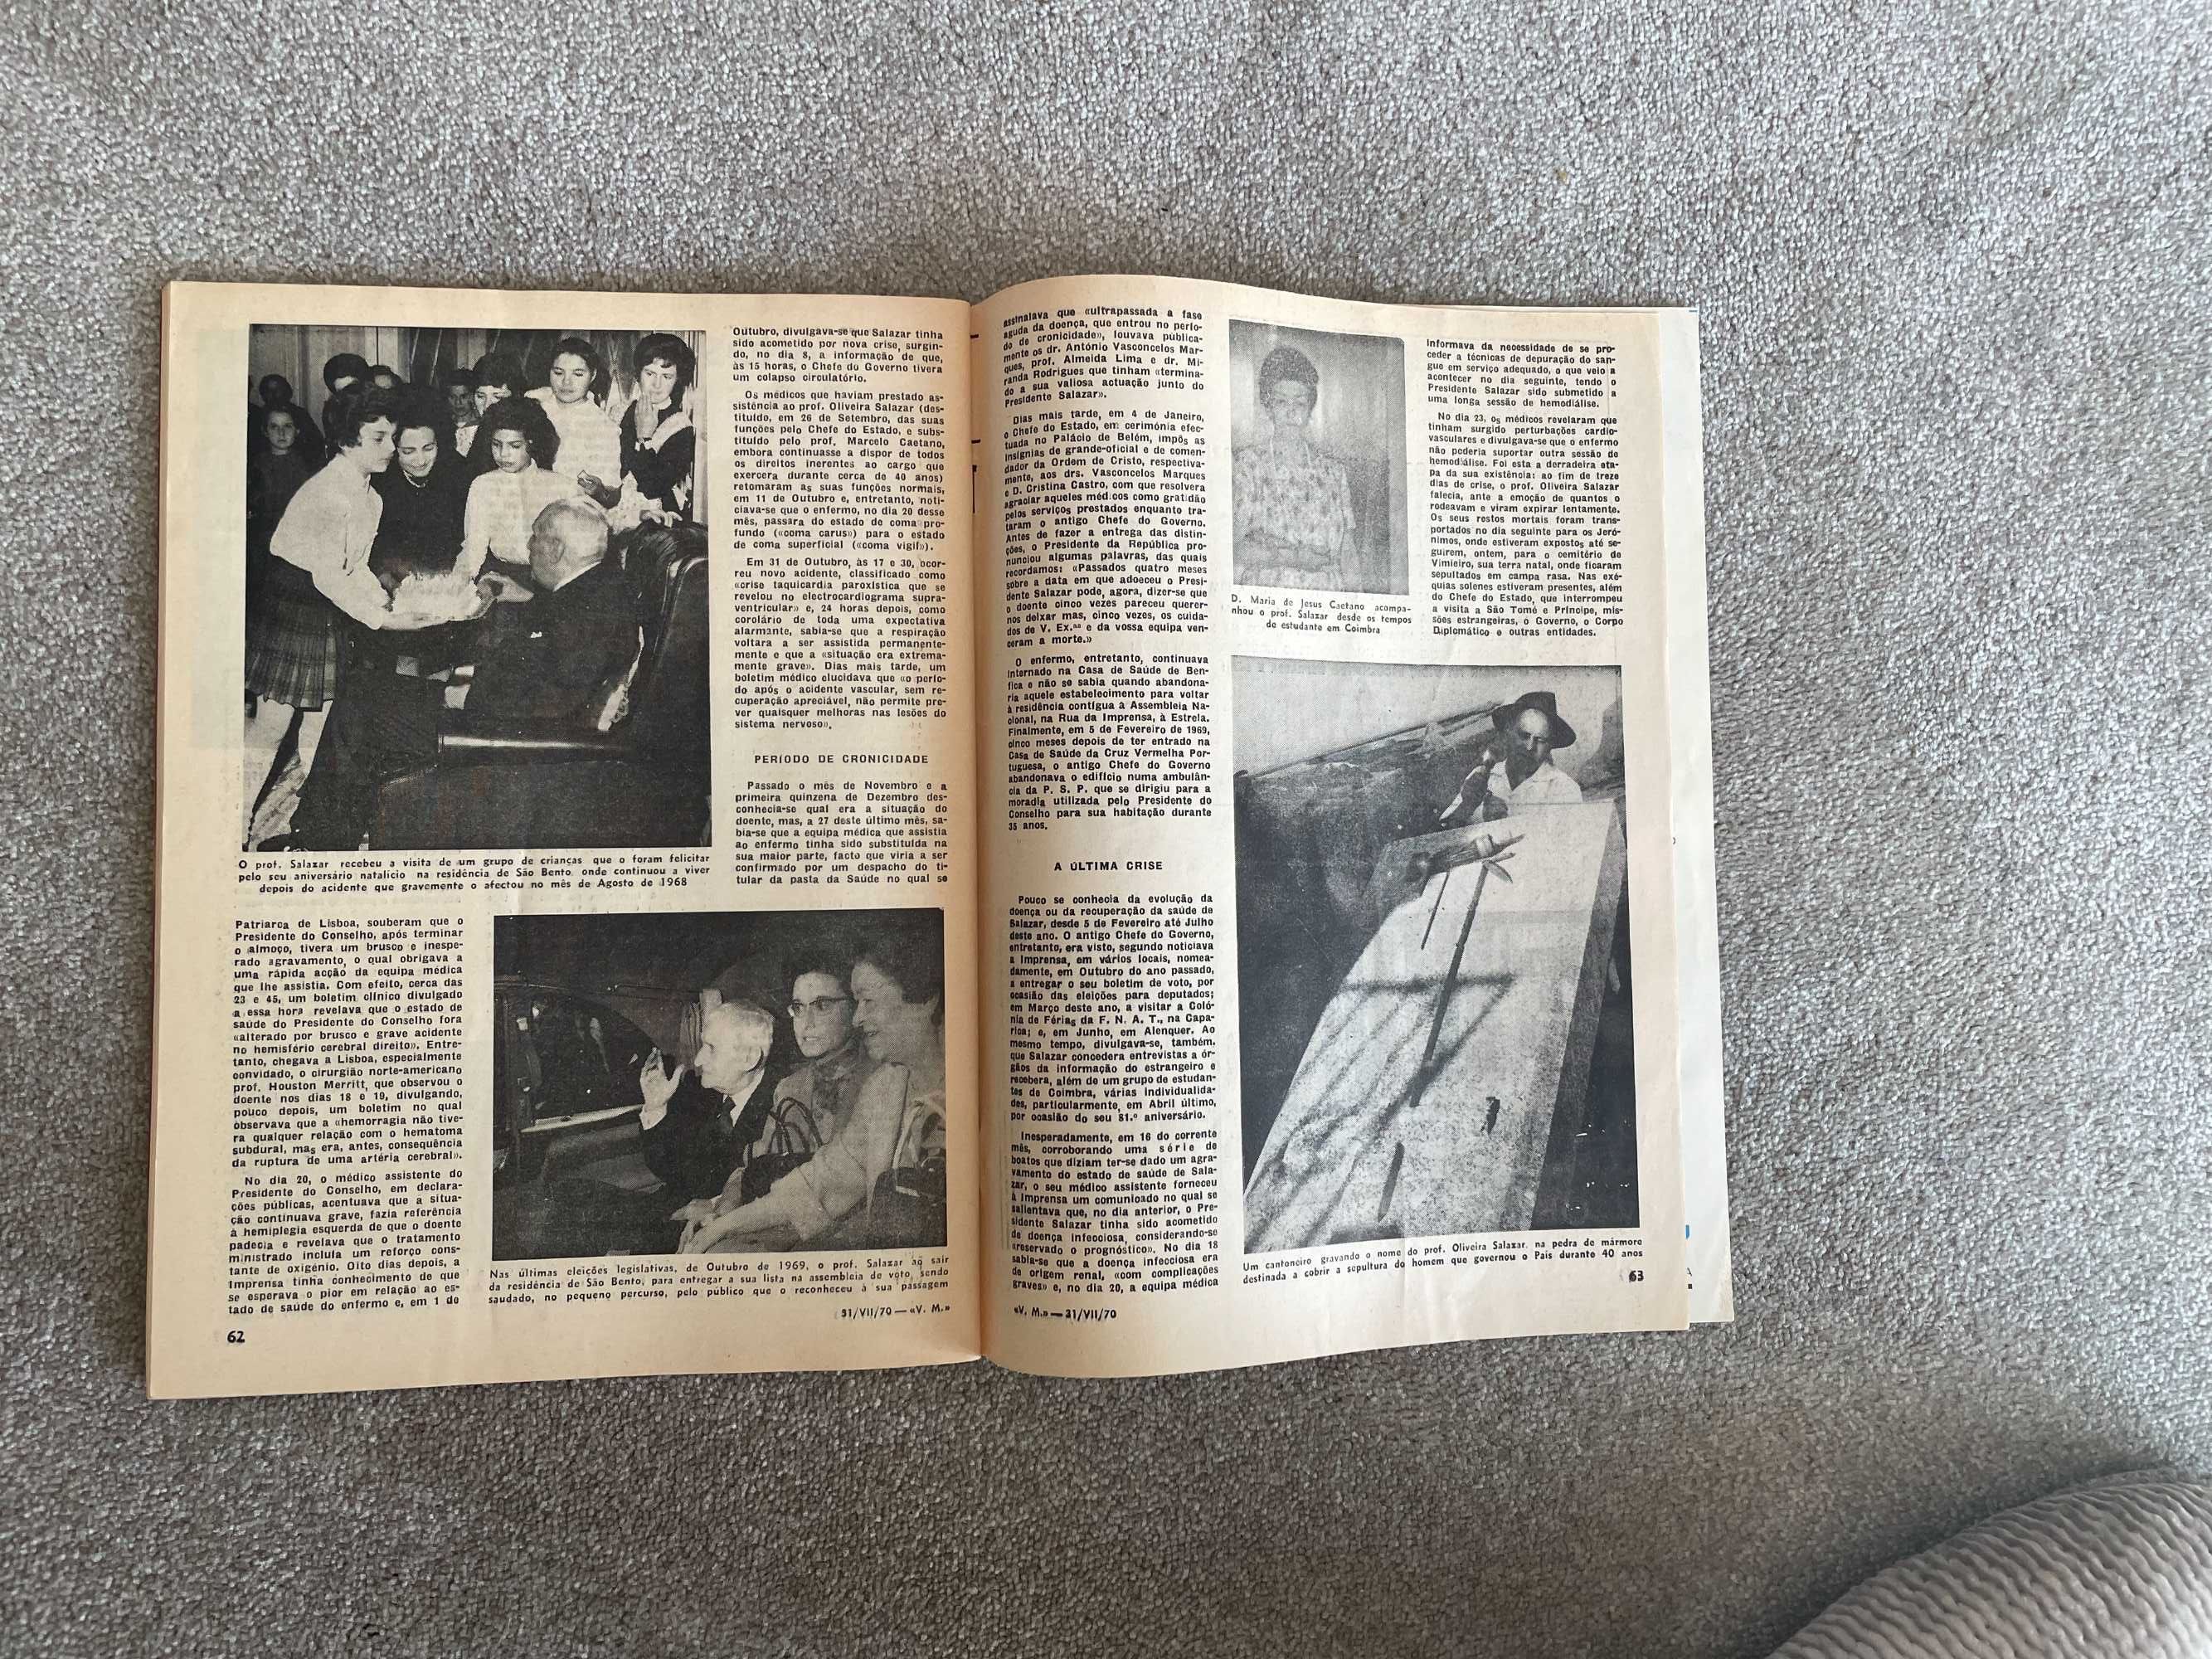 O prof. Salazar recebeu a visita de um grupo de crianças que o foram felicitar
pelo seu aniversário natalício na residência de São Bento, onde continuou a viver
depois do acidente que gravemente o afectou no mês de Agosto de 1968
Patriarca de Lisboa, souberam que o
Presidente do Conselho, após terminar
o almoço, tivera um brusco e inespe-
rado agravamento, o qual obrigava a
uma rápida acção da equipa médica
que lhe assistia. Com efeito, cerca das
23 e 45, um boletim clínico divulgado
a essa hora revelava que o estado de
saúde do Presidente do Conselho fora
«alterado por brusco e grave acidente
no hemisfério cerebral direito». Entre-
tanto, chegava a Lisboa, especialmente
convidado, o cirurgião norte-americano
prof. Houston Merritt, que observou o
doente nos dias 18 e 19, divulgando,
pouco depois, um boletim no qual
observava que a «hemorragia não tive-
ra qualquer relação com o hematoma
subdural, mas era, antes, consequência
da ruptura de uma artéria cerebral».
No dia 20, o médico assistente do
Presidente do Conselho, em declara-
ções públicas, acentuava que a situa-
ção continuava grave, fazia referência
à hemiplegia esquerda de que o doente
padecia e revelava que o tratamento
ministrado incluía um reforço cons-
tante de oxigénio. Oito dias depois, a
Imprensa tinha conhecimento de que
se esperava o pior em relação ao es-
tado de saúde do enfermo e, em 1 de
Outubro, divulgava-se que Salazar tinha
sido acometido por nova crise, surgin-
do, no dia 8, a informação de que,
às 15 horas, o Chefe do Governo tivera
um colapso circulatório.
Os médicos que haviam prestado as-
sistência ao prof. Oliveira Salazar (des-
tituído, em 26 de Setembro, das suas
funções pelo Chefe do Estado, e subs-
tituído pelo prof. Marcelo Caetano,
embora continuasse a dispor de todos
os direitos inerentes ao cargo que
exercera durante cerca de 40 anos)
retomaram as suas funções normais,
em 11 de Outubro e, entretanto, noti-
ciava-se que o enfermo, no dia 20 desse
mês, passara do estado de coma pro-
fundo («coma carus») para o estado
de coma superficial («coma vigil»).
Em 31 de Outubro, às 17 e 30, ocor-
reu novo acidente, classificado como
«crise taquicardia paroxística que se
revelou no electrocardiograma supra-
ventricular» e, 24 horas depois, como
corolário de toda uma expectativa
alarmante, sabia-se que a respiração
voltara a ser assistida permanente-
mente e que a «situação era extrema-
mente grave». Dias mais tarde, um
boletim médico elucidava que «o perío-
do após o acidente vascular, sem re-
cuperação apreciável, não permite pre-
ver quaisquer melhoras nas lesões do
sistema nervoso».
PERÍODO DE CRONICIDADE
Passado o mês de Novembro e a
primeira quinzena de Dezembro des-
conhecia-se qual era a situação do
doente, mas, a 27 deste último mês, sa-
bia-se que a equipa médica que assistia
ao enfermo tinha sido substituída na
sua maior parte, facto que viria a ser
confirmado por um despacho do ti-
tular da pasta da Saúde no qual se
Nas últimas eleições legislativas, de Outubro de 1969, o prof. Salazar ao sair
da residência de São Bento, para entregar a sua lista na assembleia de voto, sendo
saudado, no pequeno percurso, pelo público que o reconheceu à sua passagem
31/VII/70 — «V. M.»
62
assinalava que «ultrapassada a fase
aguda da doença, que entrou no perío-
do de cronicidade», louvava pública-
mente os dr. António Vasconcelos Mar-
ques, prof. Almeida Lima e dr. Mi-
randa Rodrigues que tinham «termina-
do a sua valiosa actuação junto do
Presidente Salazar».
Dias mais tarde, em 4 de Janeiro,
o Chefe do Estado, em cerimónia efec-
tuada no Palácio de Belém, impôs as
insígnias de grande-oficial e de comen-
dador da Ordem de Cristo, respectiva-
mente, aos drs. Vasconcelos Marques
e D. Cristina Castro, com que resolvera
agraciar aqueles médicos como gratidão
pelos serviços prestados enquanto tra-
taram o antigo Chefe do Governo.
Antes de fazer a entrega das distin-
ções, o Presidente da República pro-
nunciou algumas palavras, das quais
recordamos: «Passados quatro meses
sobre a data em que adoeceu o Presi-
dente Salazar pode, agora, dizer-se que
o doente cinco vezes pareceu querer-
nos deixar mas, cinco vezes, os cuida-
dos de V. Ex.ᵃˢ e da vossa equipa ven-
ceram a morte.»
O enfermo, entretanto, continuava
internado na Casa de Saúde de Ben-
fica e não se sabia quando abandona-
ria aquele estabelecimento para voltar
à residência contígua à Assembleia Na-
cional, na Rua da Imprensa, à Estrela.
Finalmente, em 5 de Fevereiro de 1969,
cinco meses depois de ter entrado na
Casa de Saúde da Cruz Vermelha Por-
tuguesa, o antigo Chefe do Governo
abandonava o edifício numa ambulân-
cia da P. S. P. que se dirigiu para a
moradia utilizada pelo Presidente do
Conselho para sua habitação durante
35 anos.
A ÚLTIMA CRISE
Pouco se conhecia da evolução da
doença ou da recuperação da saúde de
Salazar, desde 5 de Fevereiro até Julho
deste ano. O antigo Chefe do Governo,
entretanto, era visto, segundo noticiava
a Imprensa, em vários locais, nomea-
damente, em Outubro do ano passado,
a entregar o seu boletim de voto, por
ocasião das eleições para deputados;
em Março deste ano, a visitar a Coló-
nia de Férias da F. N. A. T., na Capa-
rica; e, em Junho, em Alenquer. Ao
mesmo tempo, divulgava-se, também,
que Salazar concedera entrevistas a ór-
gãos da informação do estrangeiro e
recebera, além de um grupo de estudan-
tes de Coimbra, várias individualida-
des, particularmente, em Abril último,
por ocasião do seu 81.º aniversário.
Inesperadamente, em 16 do corrente
mês, corroborando uma série de
boatos que diziam ter-se dado um agra-
vamento do estado de saúde de Sala-
zar, o seu médico assistente forneceu
à Imprensa um comunicado no qual se
salientava que, no dia anterior, o Pre-
sidente Salazar tinha sido acometido
de doença infecciosa, considerando-se
«reservado o prognóstico». No dia 18
sabia-se que a doença infecciosa era
de origem renal, «com complicações
graves» e, no dia 20, a equipa médica
D. Maria de Jesus Caetano acompa-
nhou o prof. Salazar desde os tempos
de estudante em Coimbra
informava da necessidade de se pro-
ceder a técnicas de depuração do san-
gue em serviço adequado, o que veio a
acontecer no dia seguinte, tendo o
Presidente Salazar sido submetido a
uma longa sessão de hemodiálise.
No dia 23, os médicos revelaram que
tinham surgido perturbações cardio-
vasculares e divulgava-se que o enfermo
não poderia suportar outra sessão de
hemodiálise. Foi esta a derradeira eta-
pa da sua existência: ao fim de treze
dias de crise, o prof. Oliveira Salazar
falecia, ante a emoção de quantos o
rodeavam e viram expirar lentamente.
Os seus restos mortais foram trans-
portados no dia seguinte para os Jeró-
nimos, onde estiveram expostos até se-
guirem, ontem, para o cemitério de
Vimieiro, sua terra natal, onde ficaram
sepultados em campa rasa. Nas exé-
quias solenes estiveram presentes, além
do Chefe do Estado, que interrompeu
a visita a São Tomé e Príncipe, mis-
sões estrangeiras, o Governo, o Corpo
Diplomático e outras entidades.
Um cantoneiro gravando o nome do prof. Oliveira Salazar, na pedra de mármore
destinada a cobrir a sepultura do homem que governou o País durante 40 anos
63
«V. M.» — 31/VII/70